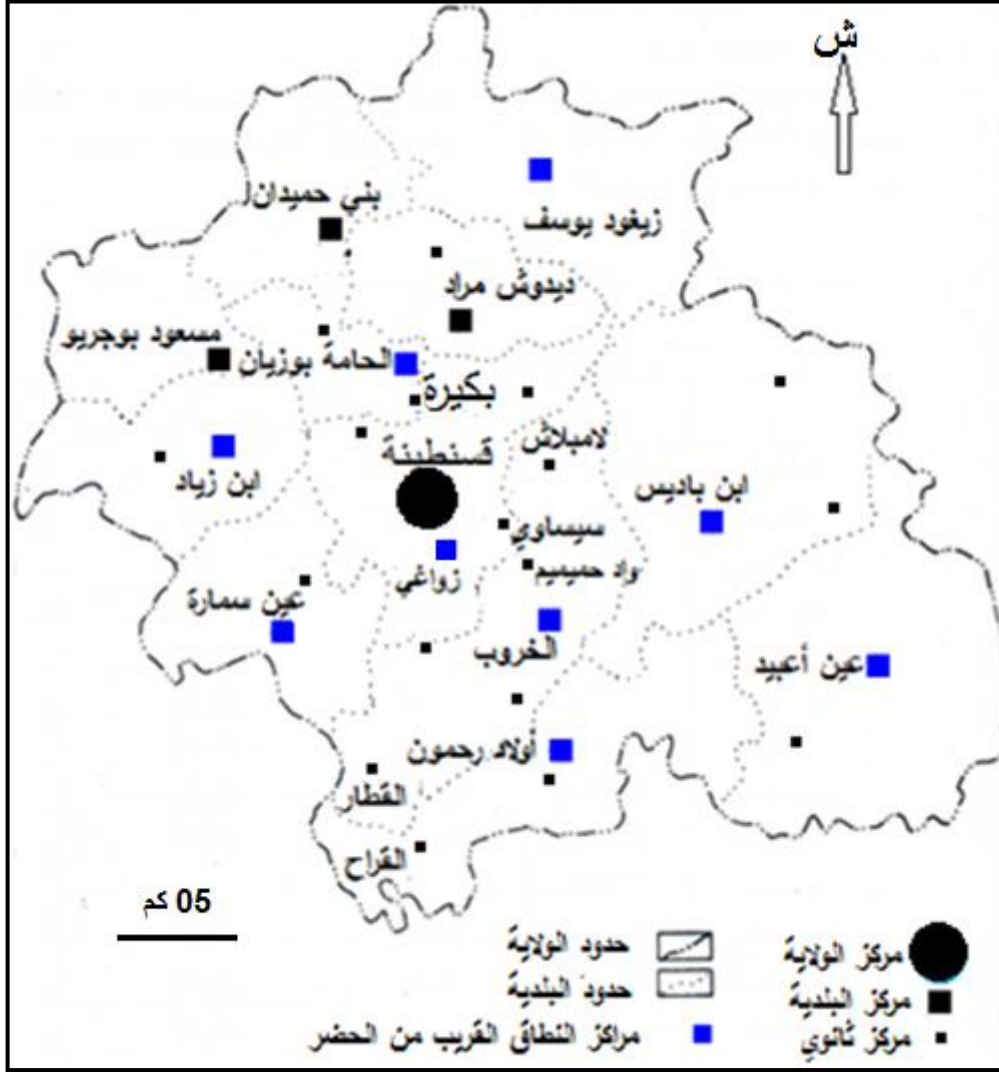 ش
زيغود يوسف
بني حميدان
ديدوش مراد
مسعود بوجريو
الحامة بوزيان
بكيرة
قسنطينة
لامبلاش
ابن زياد
ابن باديس
سيساوي
زواغي
واد حميميم
عين سمارة
الخروب
عين أعبيد
أولاد رحمون
القطار
القراح
05 كم
مركز الولاية
مركز البلدية
مركز ثانوي
حدود الولاية
حدود البلدية
مراكز النطاق القريب من الحضر